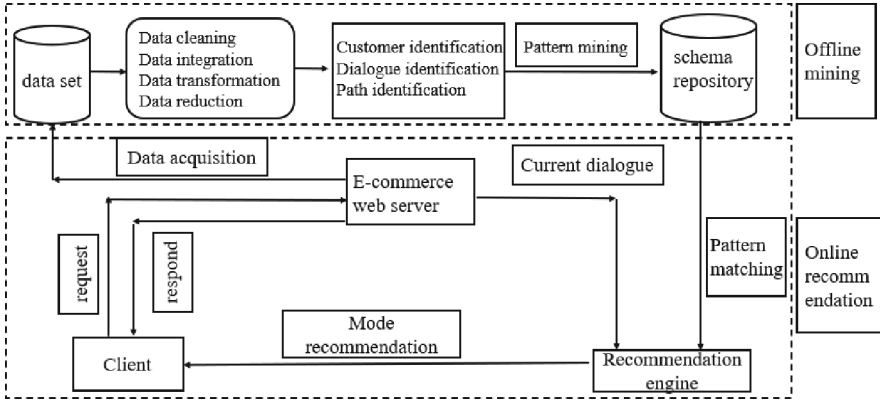 data set
Data cleaning
Data integration
Data transformation
Data reduction
Customer identification
Dialogue identification
Path identification
Pattern mining
schema
repository
Offline
mining
Data acquisition
E-commerce
web server
Current dialogue
request
respond
Pattern
matching
Online
recomm
endation
Mode
recommendation
Client
Recommendation
engine